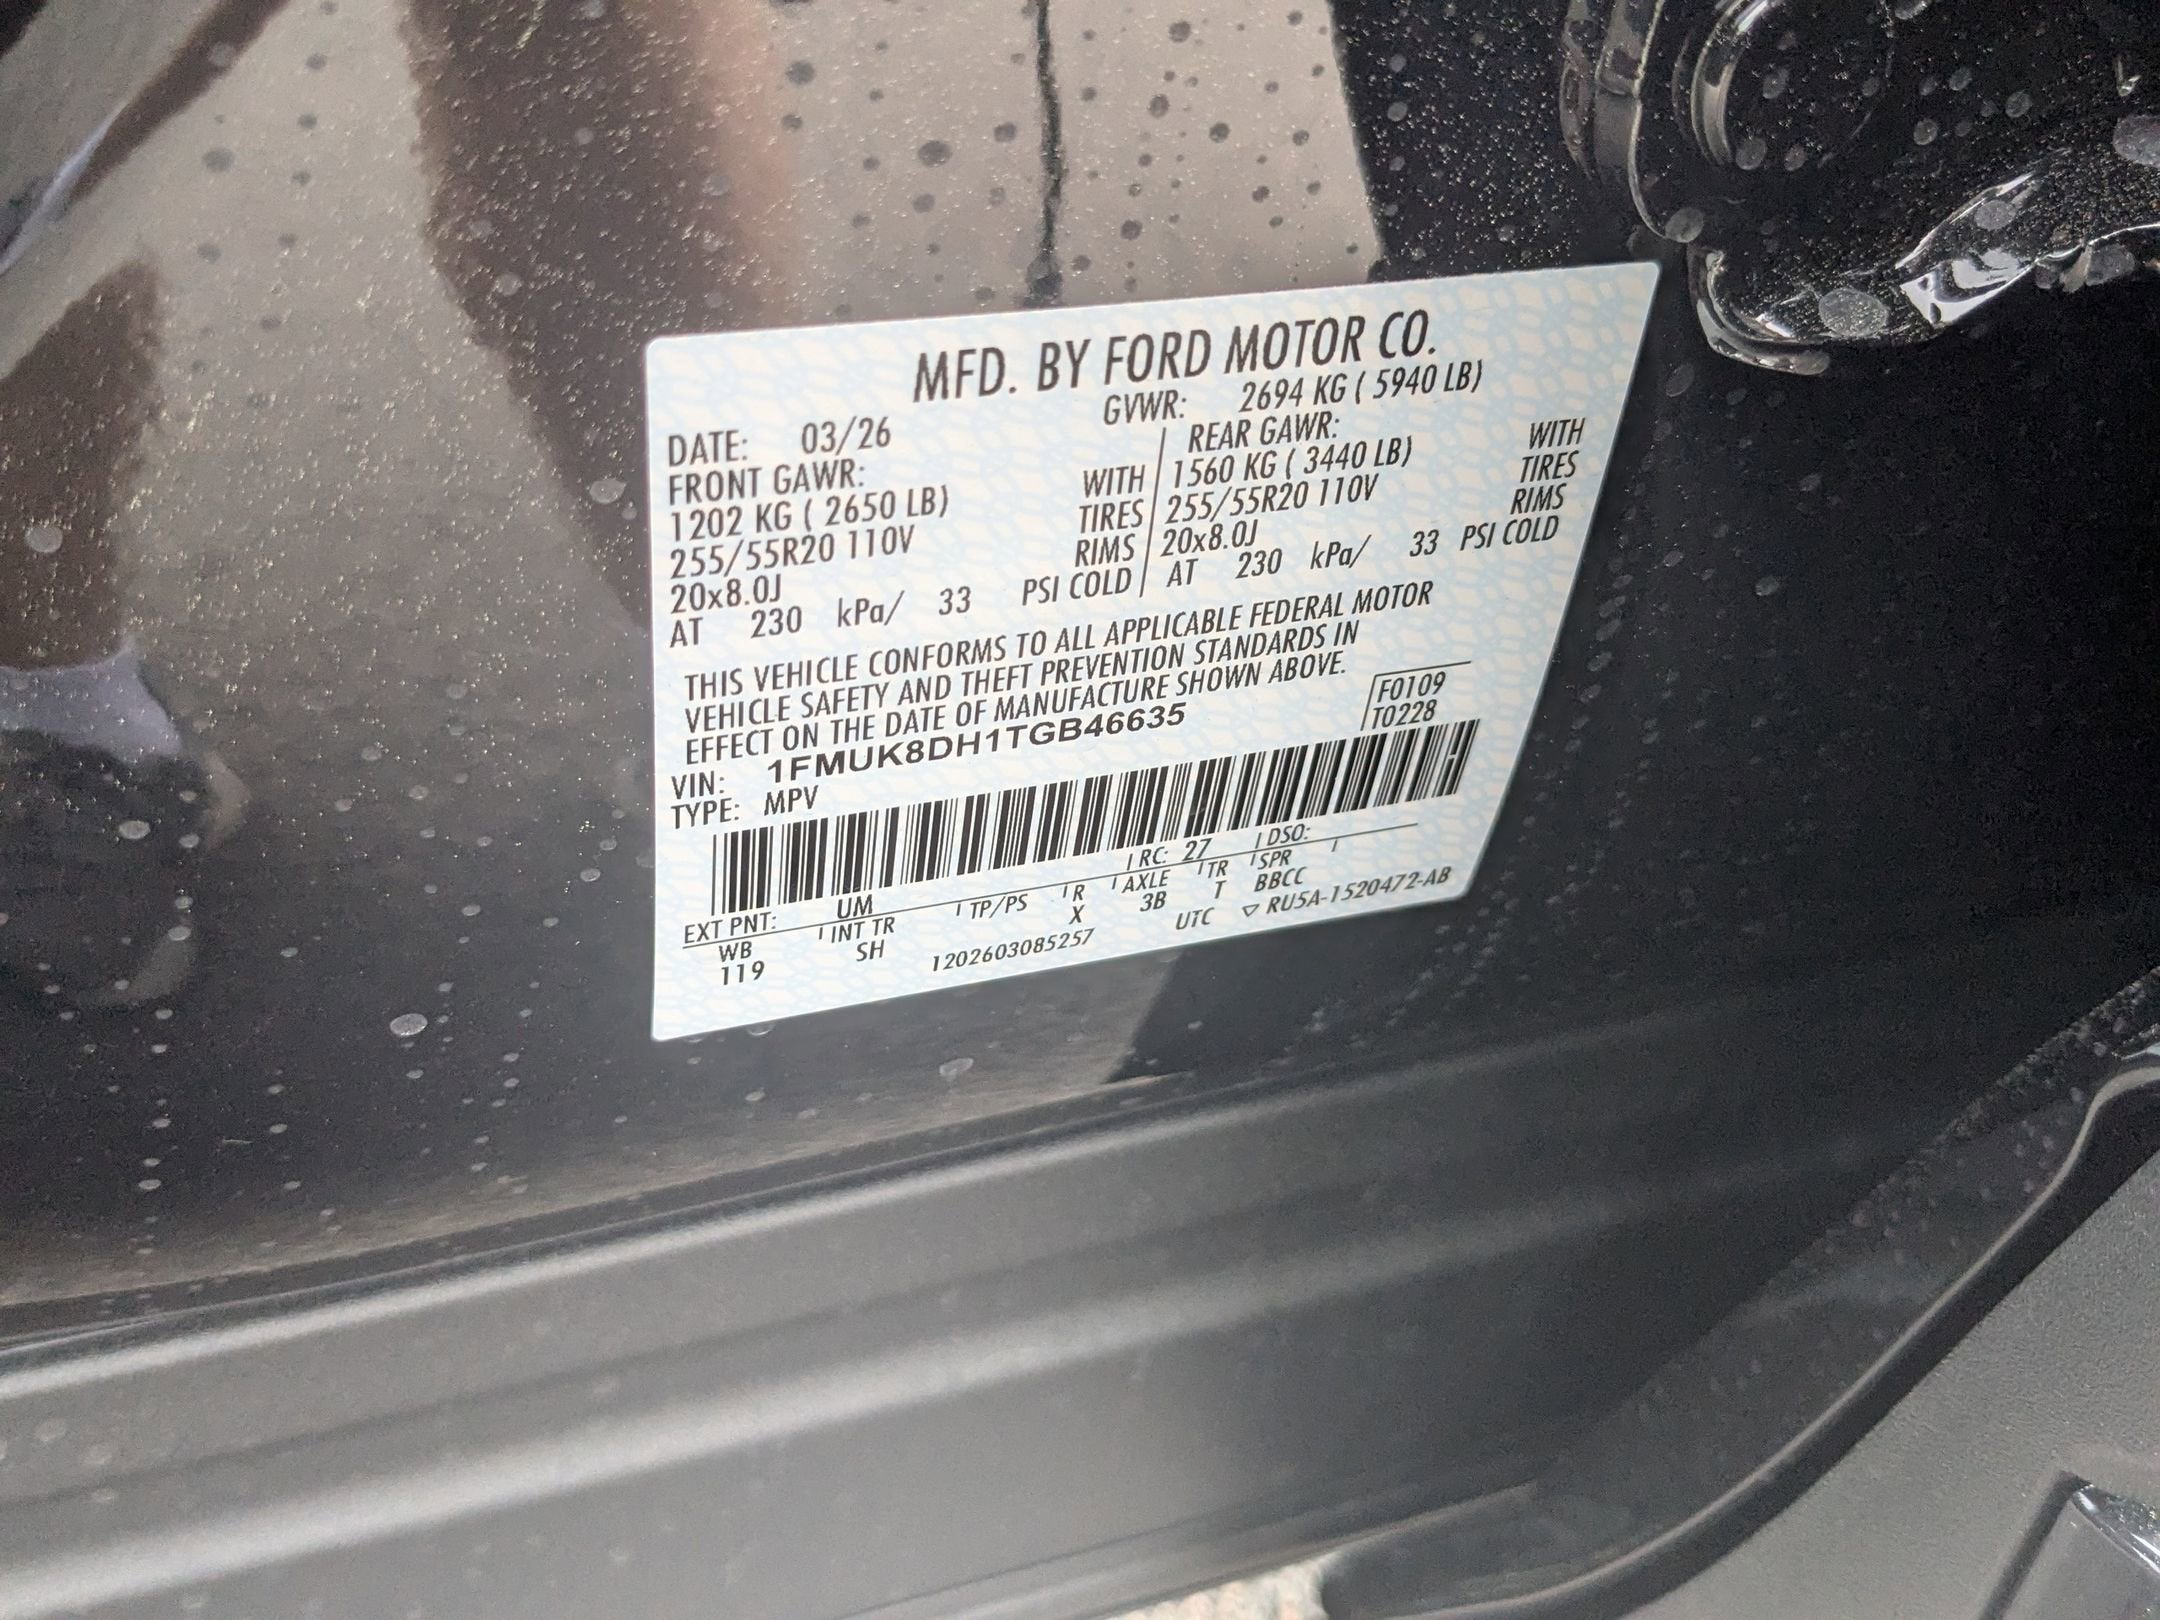 MFD. BY FORD MOTOR CO.
DATE: 03/26 GVWR: 2694 KG ( 5940 LB)
FRONT GAWR: REAR GAWR:
1202 KG ( 2650 LB) WITH 1560 KG ( 3440 LB) WITH
255/55R20 110V TIRES 255/55R20 110V TIRES
20x8.0J RIMS 20x8.0J RIMS
AT 230 kPa/ 33 PSI COLD AT 230 kPa/ 33 PSI COLD
THIS VEHICLE CONFORMS TO ALL APPLICABLE FEDERAL MOTOR
VEHICLE SAFETY AND THEFT PREVENTION STANDARDS IN
EFFECT ON THE DATE OF MANUFACTURE SHOWN ABOVE.
VIN: 1FMUK8DH1TGB46635 F0109
TYPE: MPV T0228
EXT PNT: UM RC: 27 DSO:
WB INT TR TP/PS R AXLE TR SPR
119 SH X 3B T BBCC
1202603085257 UTC ▽ RU5A-1520472-AB